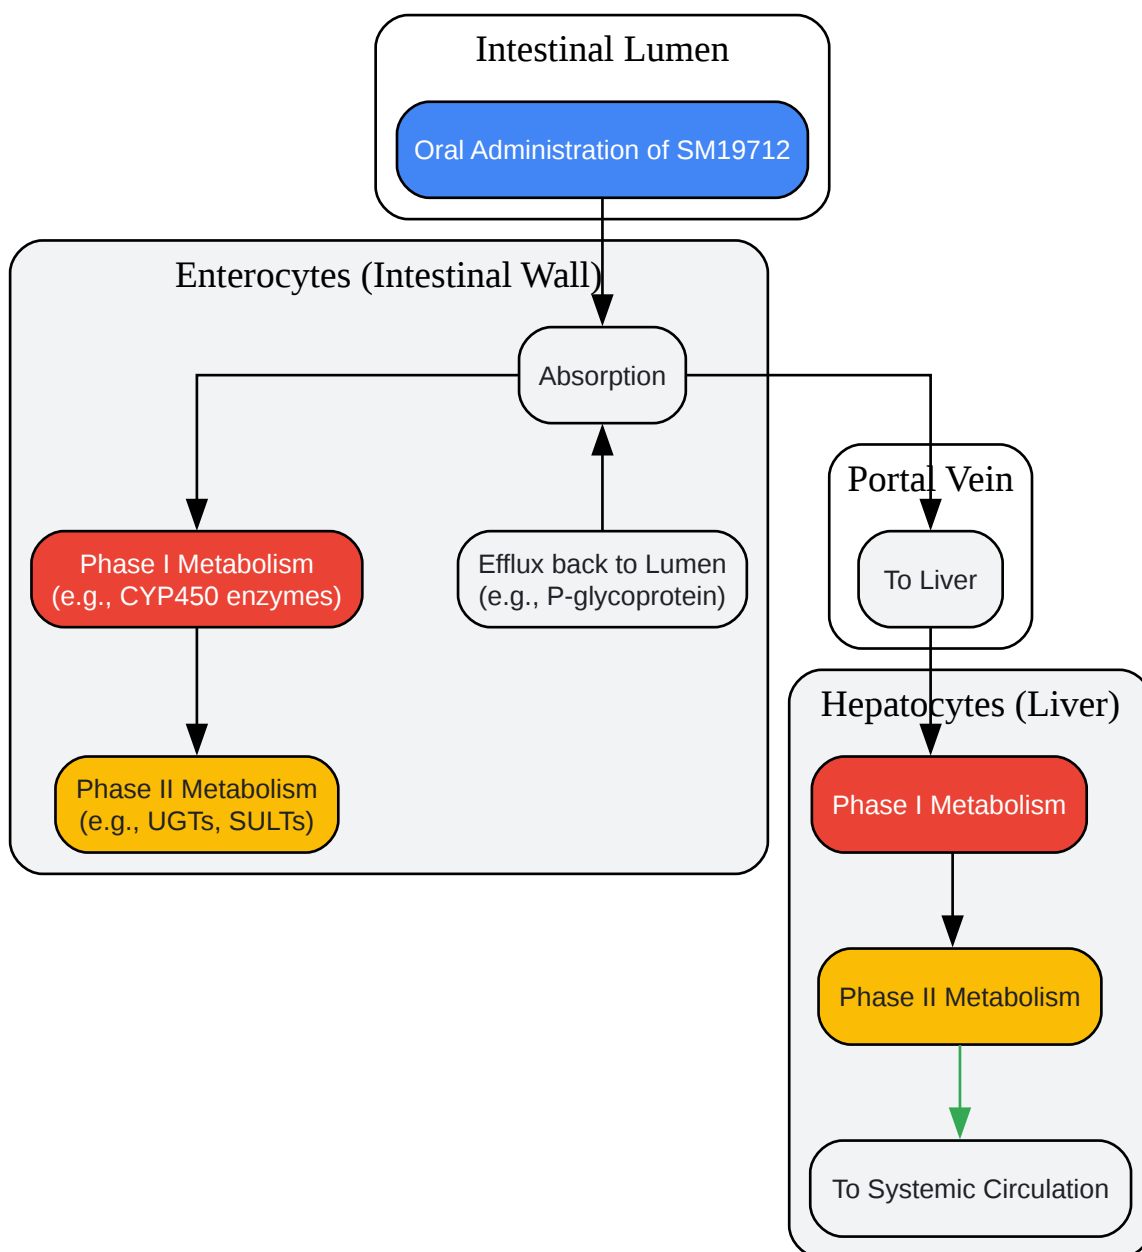 Intestinal Lumen
Oral Administration of SM19712
Enterocytes (Intestinal Wall)
Absorption
Phase I Metabolism
(e.g., CYP450 enzymes)
Efflux back to Lumen
(e.g., P-glycoprotein)
Phase II Metabolism
(e.g., UGTs, SULTs)
Portal Vein
To Liver
Hepatocytes (Liver)
Phase I Metabolism
Phase II Metabolism
To Systemic Circulation